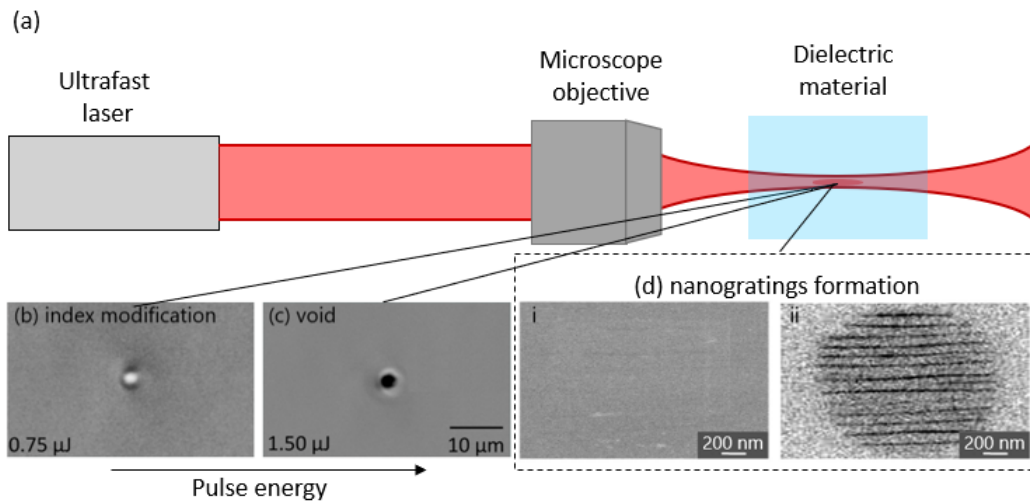 (a)
Ultrafast
laser
Microscope
objective
Dielectric
material
(b) index modification
0.75 µJ
(c) void
1.50 µJ
10 µm
(d) nanogratings formation
i
200 nm
ii
200 nm
Pulse energy